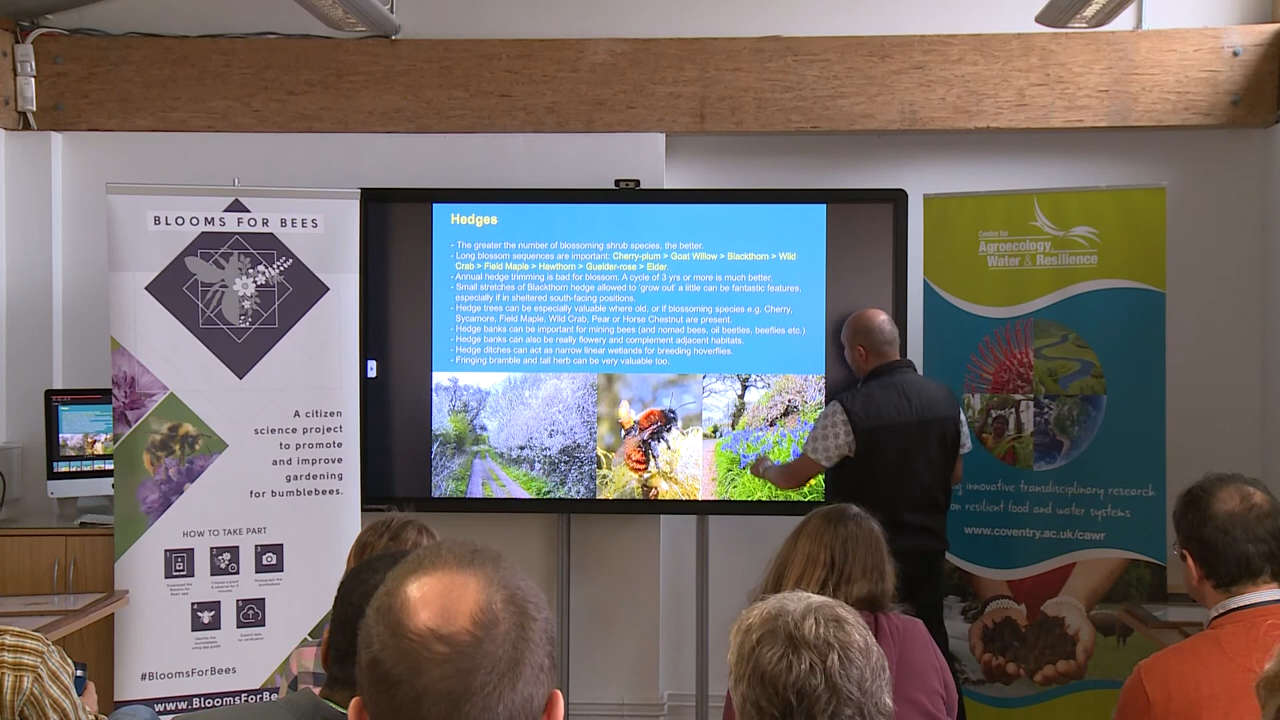 BLOOMS FOR BEES
A citizen
science project
to promote
and improve
gardening
for bumblebees.
HOW TO TAKE PART
#BloomsForBees
www.BloomsForBe
Hedges
- The greater the number of blossoming shrub species, the better.
- Long blossom sequences are important: Cherry-plum > Goat Willow > Blackthorn > Wild
Crab > Field Maple > Hawthorn > Guelder-rose > Elder.
- Annual hedge trimming is bad for blossom. A cycle of 3 yrs or more is much better.
- Small stretches of Blackthorn hedge allowed to 'grow out' a little can be fantastic features,
especially if in sheltered south-facing positions.
- Hedge trees can be especially valuable where old, or if blossoming species e.g. Cherry,
Sycamore, Field Maple, Wild Crab, Pear or Horse Chestnut are present.
- Hedge banks can be important for mining bees (and nomad bees, oil beetles, beeflies etc.)
- Hedge banks can also be really flowery and complement adjacent habitats.
- Hedge ditches can act as narrow linear wetlands for breeding hoverflies.
- Fringing bramble and tall herb can be very valuable too.
Centre for
Agroecology,
Water & Resilience
innovative transdisciplinary research
on resilient food and water systems
www.coventry.ac.uk/cawr